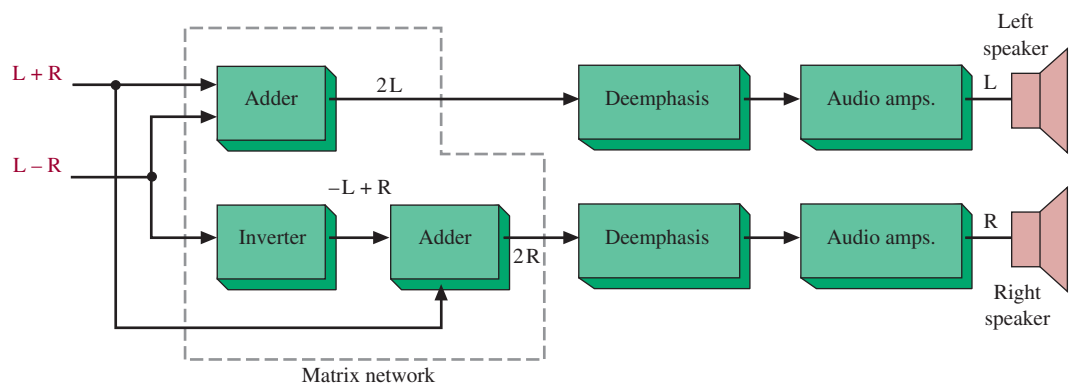 Left
speaker
L + R
Adder
2L
Deemphasis
Audio amps.
L
L – R
–L + R
Inverter
Adder
2R
Deemphasis
Audio amps.
R
Right
speaker
Matrix network